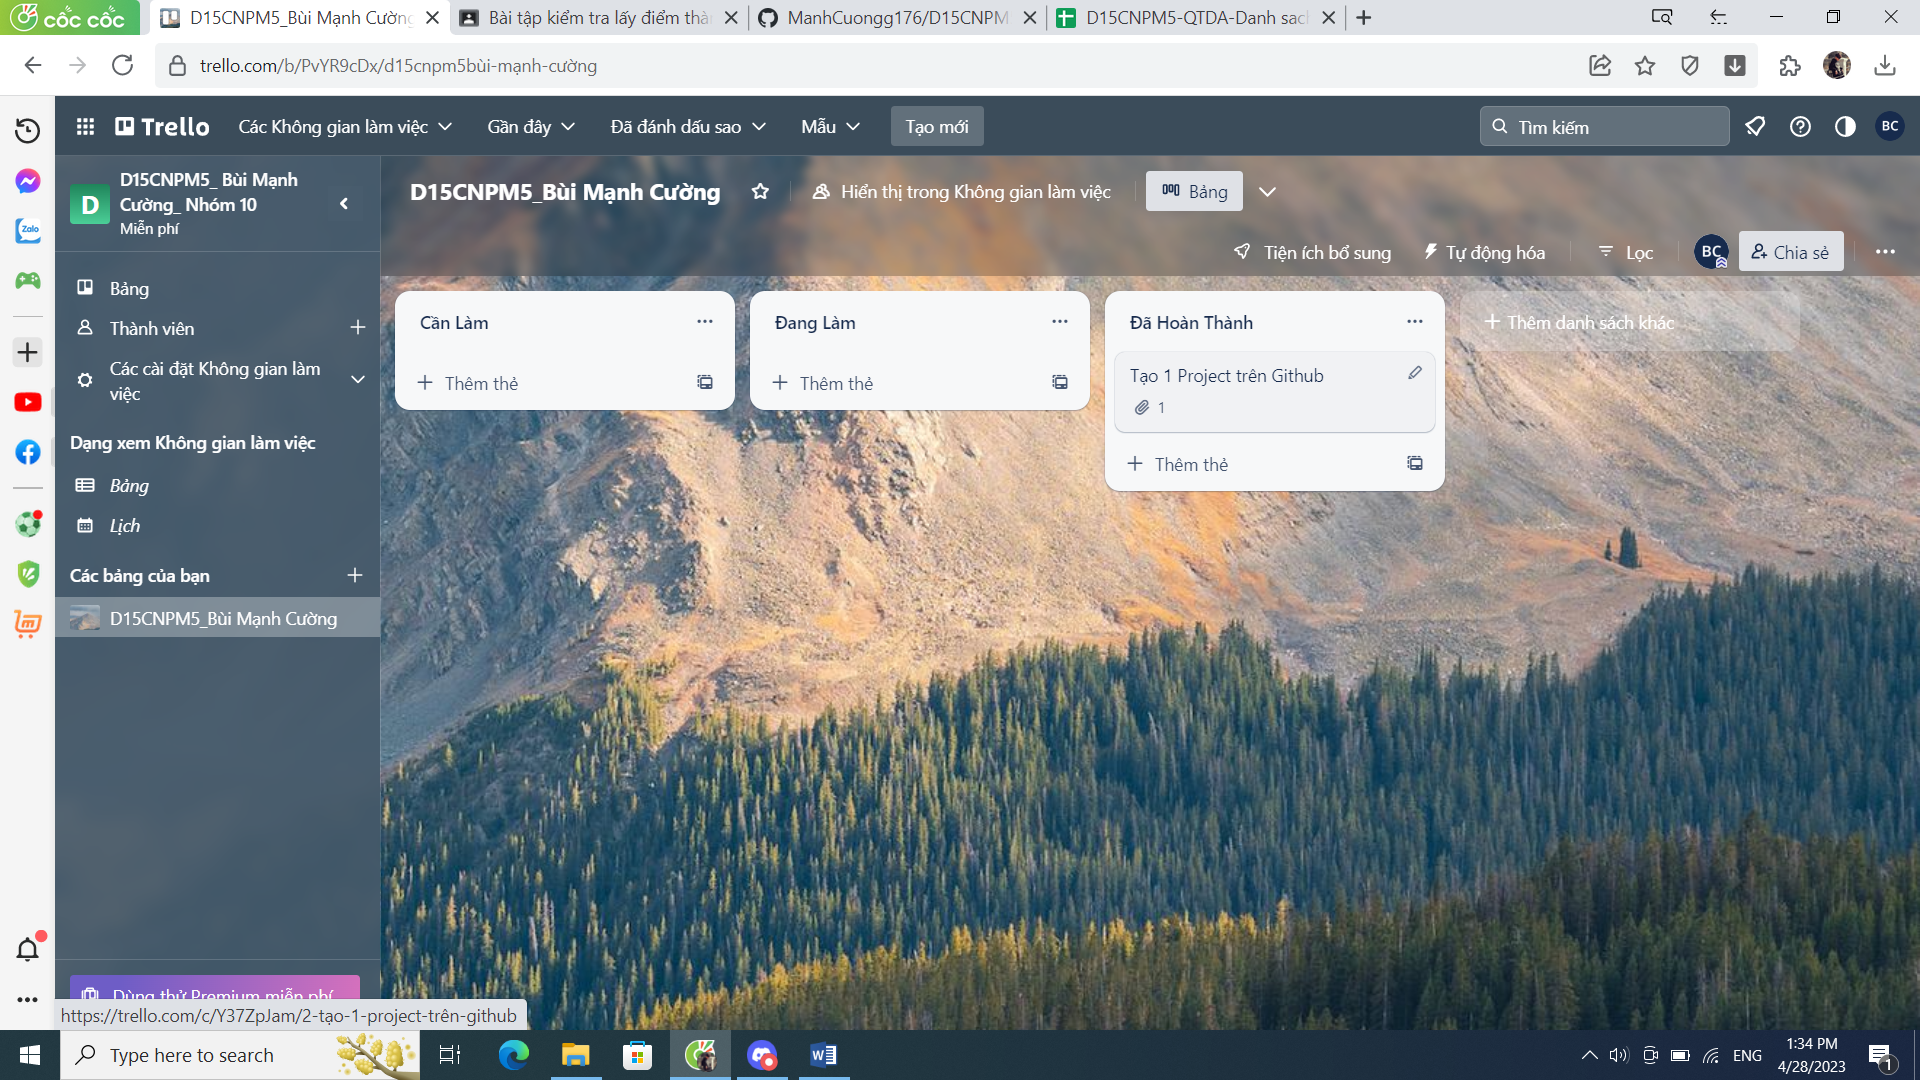 cốc cốc
D15CNPM5_Bùi Mạnh Cường
Bài tập kiểm tra lấy điểm thà
ManhCuongg176/D15CNPM
D15CNPM5-QTDA-Danh sac
trello.com/b/PvYR9cDx/d15cnpm5bùi-mạnh-cường
Trello
Các Không gian làm việc
Gần đây
Đã đánh dấu sao
Mẫu
Tạo mới
Tìm kiếm
BC
D
D15CNPM5_ Bùi Mạnh
Cường_ Nhóm 10
Miễn phí
D15CNPM5_Bùi Mạnh Cường
Hiển thị trong Không gian làm việc
Bảng
Tiện ích bổ sung
Tự động hóa
Lọc
BC
Chia sẻ
Zalo
Bảng
Thành viên
Các cài đặt Không gian làm
việc
Dạng xem Không gian làm việc
Bảng
Lịch
Các bảng của bạn
D15CNPM5_Bùi Mạnh Cường
Cần Làm
Thêm thẻ
Đang Làm
Thêm thẻ
Đã Hoàn Thành
Tạo 1 Project trên Github
1
Thêm thẻ
Thêm danh sách khác
Dùng thử Premium miễn phí
https://trello.com/c/Y37ZpJam/2-tạo-1-project-trên-github
Type here to search
ENG
1:34 PM
4/28/2023
1